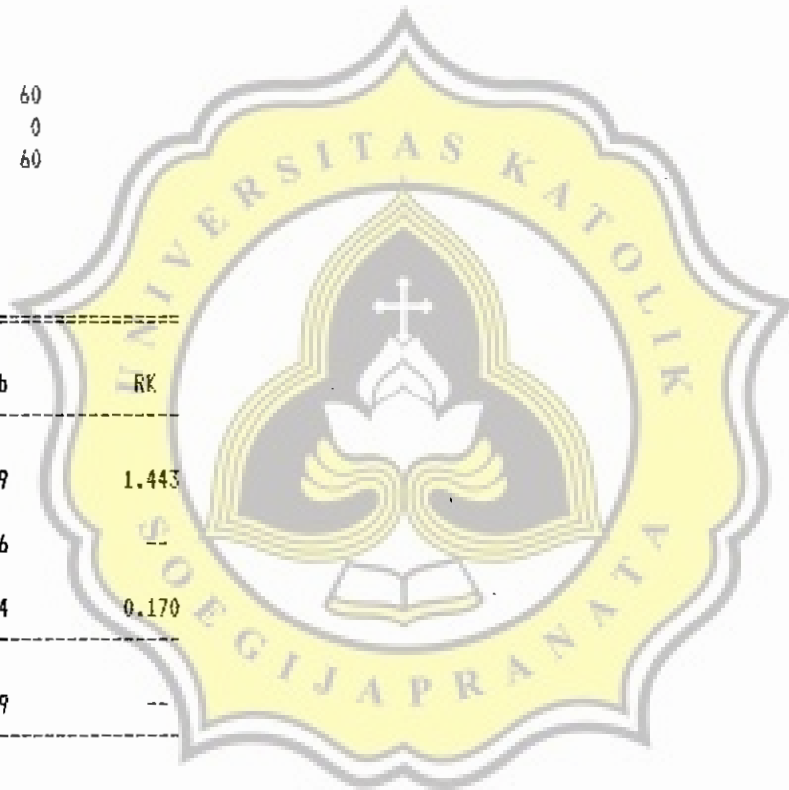 60
0
60
b RK
9 1.443
6 --
4 0.170
9 --
UNIVERSITAS KATOLIK
SOEGIJAPRANATA